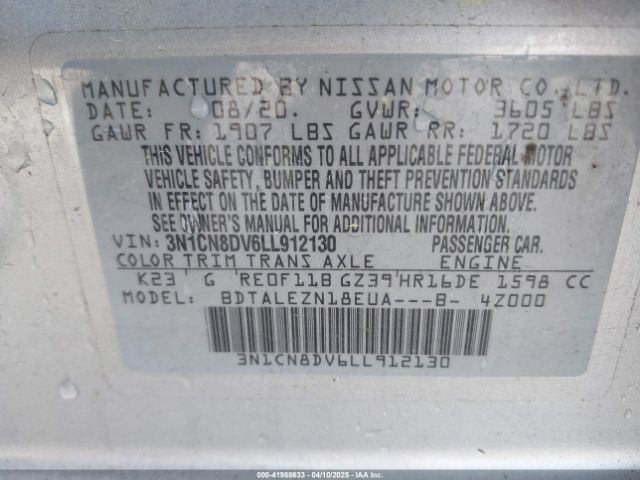 MANUFACTURED BY NISSAN MOTOR CO., LTD.
DATE: 08/20. GVWR: 3605 LBS
GAWR FR: 1907 LBS GAWR RR: 1720 LBS
THIS VEHICLE CONFORMS TO ALL APPLICABLE FEDERAL MOTOR
VEHICLE SAFETY, BUMPER AND THEFT PREVENTION STANDARDS
IN EFFECT ON THE DATE OF MANUFACTURE SHOWN ABOVE.
SEE OWNER'S MANUAL FOR ADDITIONAL INFORMATION.
VIN: 3N1CN8DV6LL912130 PASSENGER CAR.
COLOR TRIM TRANS AXLE ENGINE
K23 G RE0F11B GZ39 HR16DE 1598 CC
MODEL: BDTALEZN18EUA---B- 4Z000
3N1CN8DV6LL912130
000-41988633 - 04/10/2025 - IAAI.com